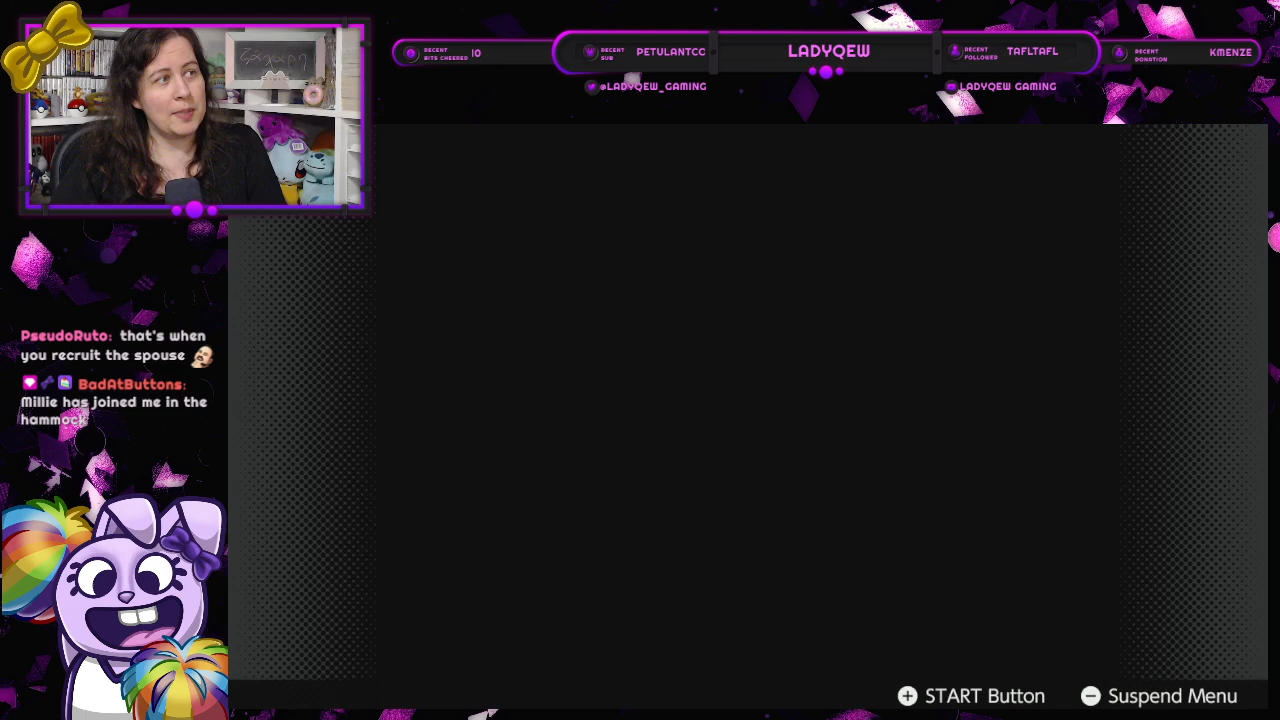 RECENT
BITS CHEERED
10
RECENT
SUB
PETULANTCC
LADYQEW
RECENT
FOLLOWER
TAFLTAFL
RECENT
DONATION
KMENZE
@LADYQEW_GAMING
LADYQEW GAMING
PseudoRuto: that's when
you recruit the spouse
BadAtButtons:
Millie has joined me in the
hammock
START Button
Suspend Menu